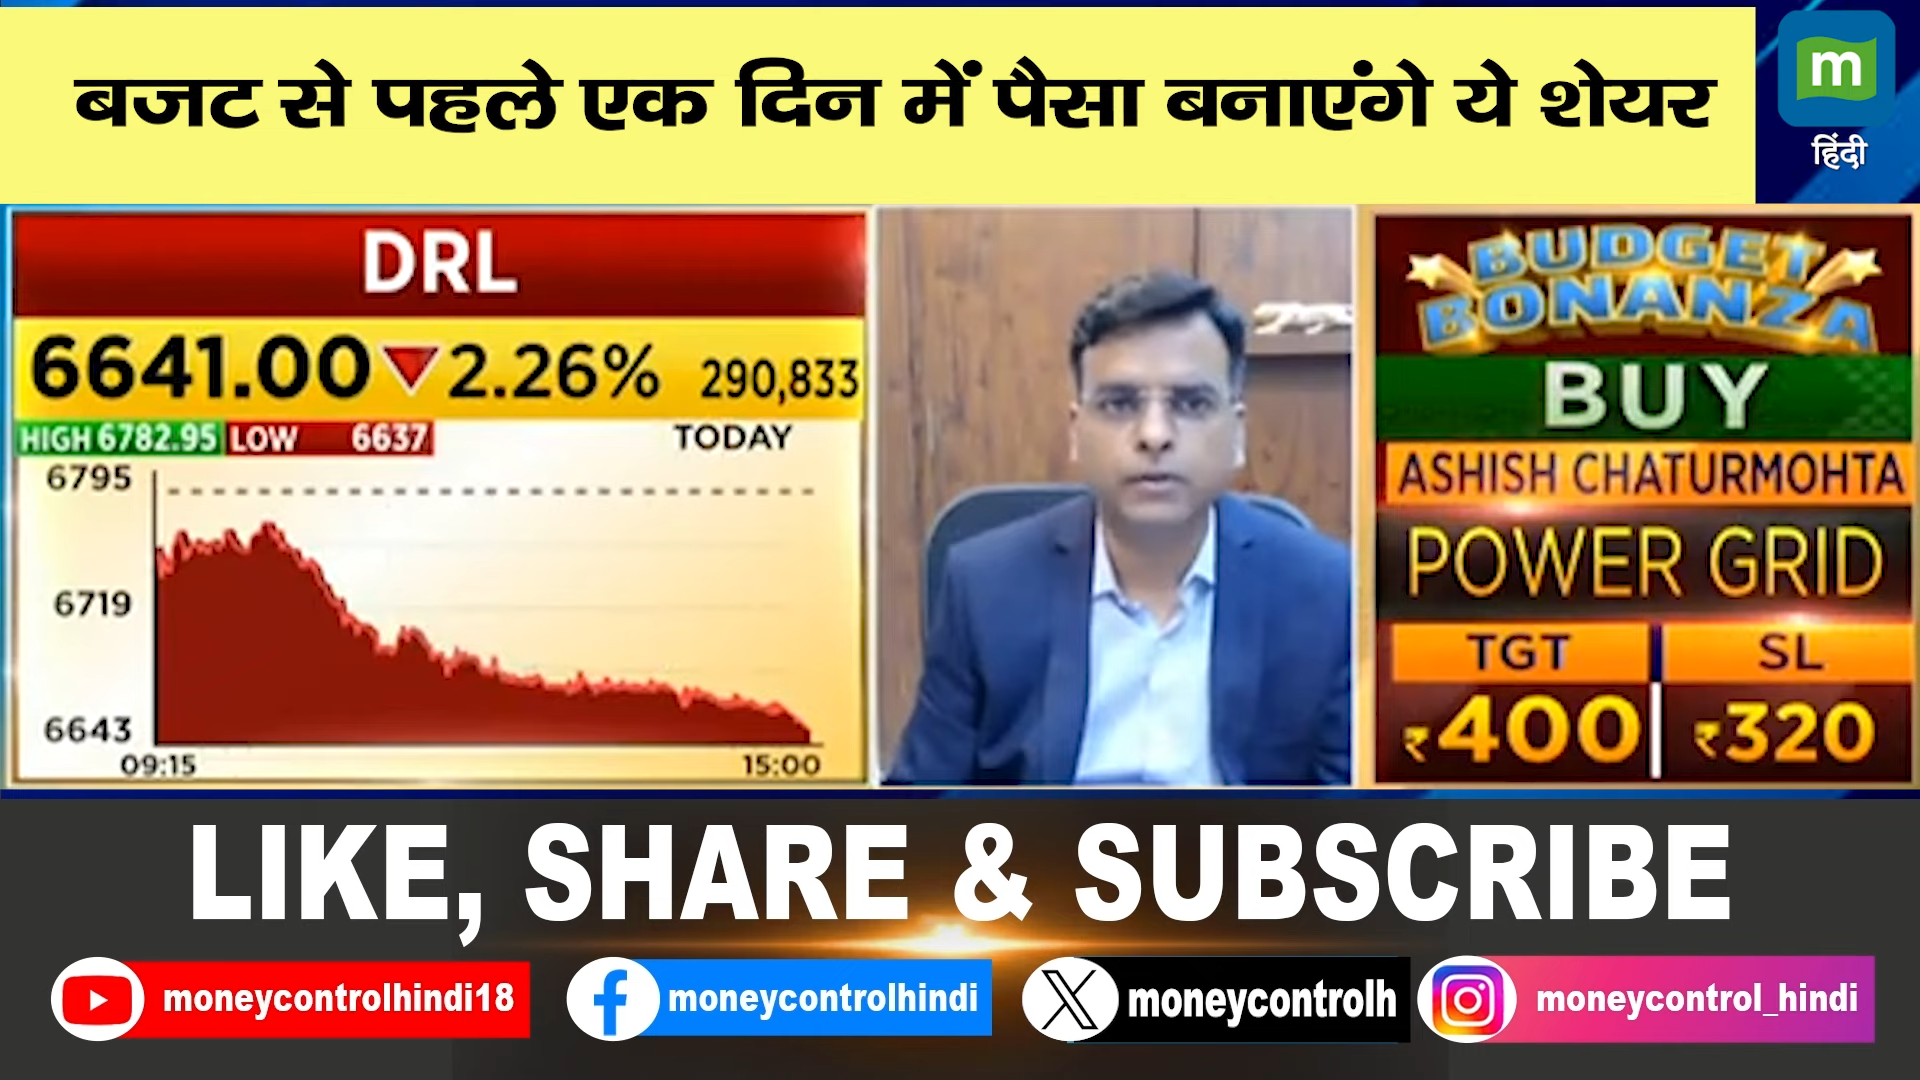 बजट से पहले एक दिन में पैसा बनाएंगे ये शेयर
m
हिंदी
DRL
6641.00 2.26% 290,833
HIGH 6782.95 LOW 6637 TODAY
6795
6719
6643
09:15 15:00
BUDGET
BONANZA
BUY
ASHISH CHATURMOHTA
POWER GRID
TGT SL
₹400 ₹320
LIKE, SHARE & SUBSCRIBE
moneycontrolhindi18 moneycontrolhindi moneycontrolh moneycontrol_hindi